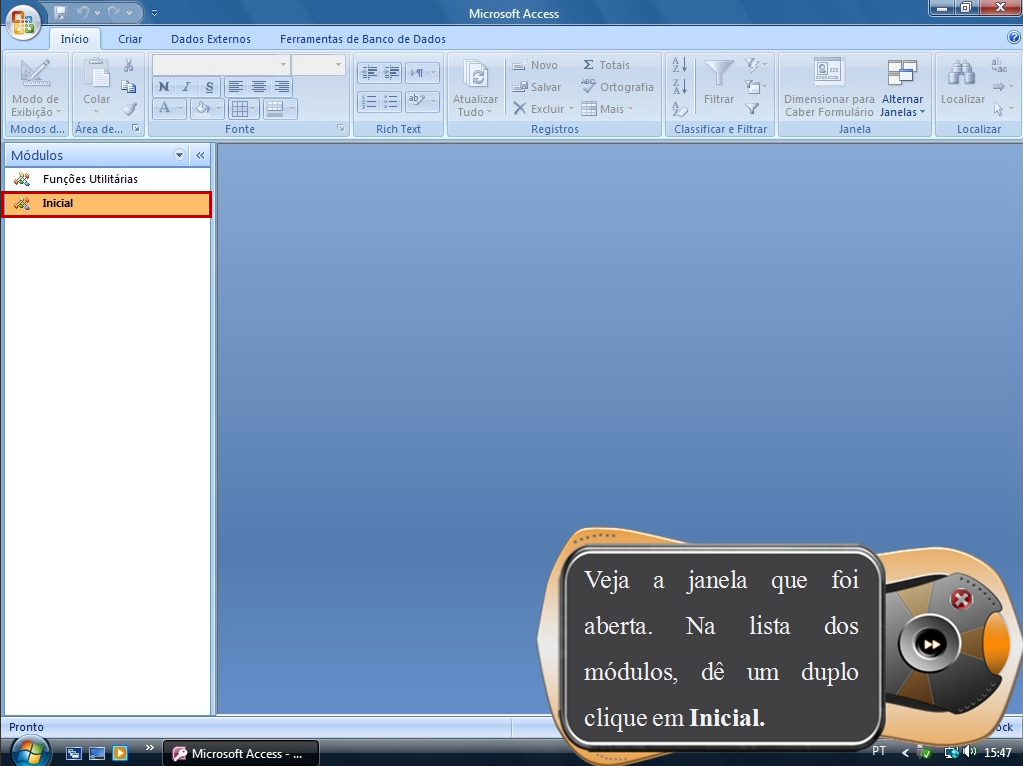 Microsoft Access
Início Criar Dados Externos Ferramentas de Banco de Dados
Modo de Exibição
Modos d...
Colar
Área de...
N I S
A
Fonte
Rich Text
Atualizar Tudo
Novo
Salvar
Excluir
Σ Totais
Ortografia
Mais
Registros
Filtrar
Classificar e Filtrar
Dimensionar para Caber Formulário
Alternar Janelas
Janela
Localizar
Localizar
Módulos
Funções Utilitárias
Inicial
Veja a janela que foi
aberta. Na lista dos
módulos, dê um duplo
clique em Inicial.
Pronto
ock
Microsoft Access - ...
PT
15:47